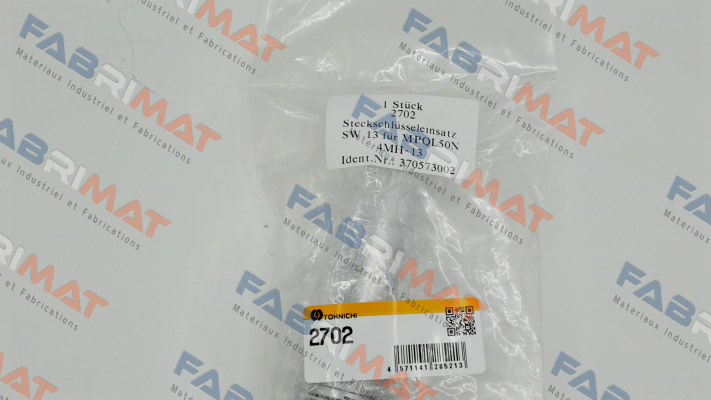 1 Stück
2702
Steckschlüsseleinsatz
SW 13 für MPQL50N
4MH-13
Ident.Nr.: 370573002
TOHNICHI
2702
4 571141 285213
FABRIMAT
Matériaux Industriel et Fabrications